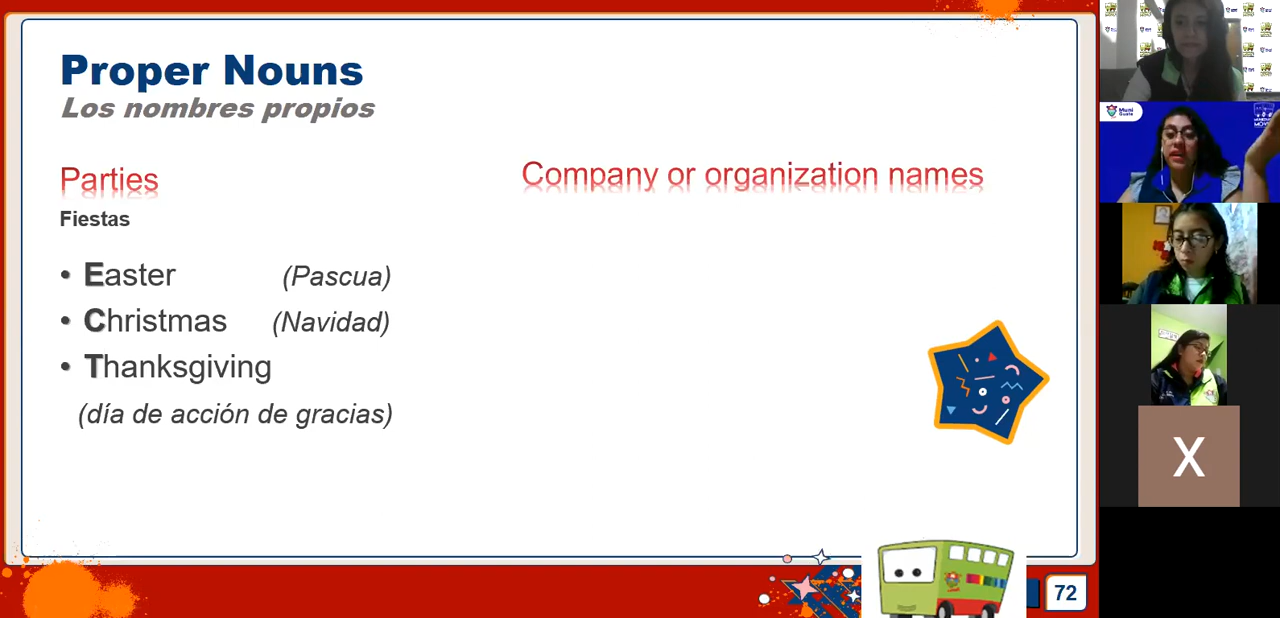 Proper Nouns
Los nombres propios
Parties
Fiestas
• Easter (Pascua)
• Christmas (Navidad)
• Thanksgiving
(día de acción de gracias)
Company or organization names
72
Muni
X